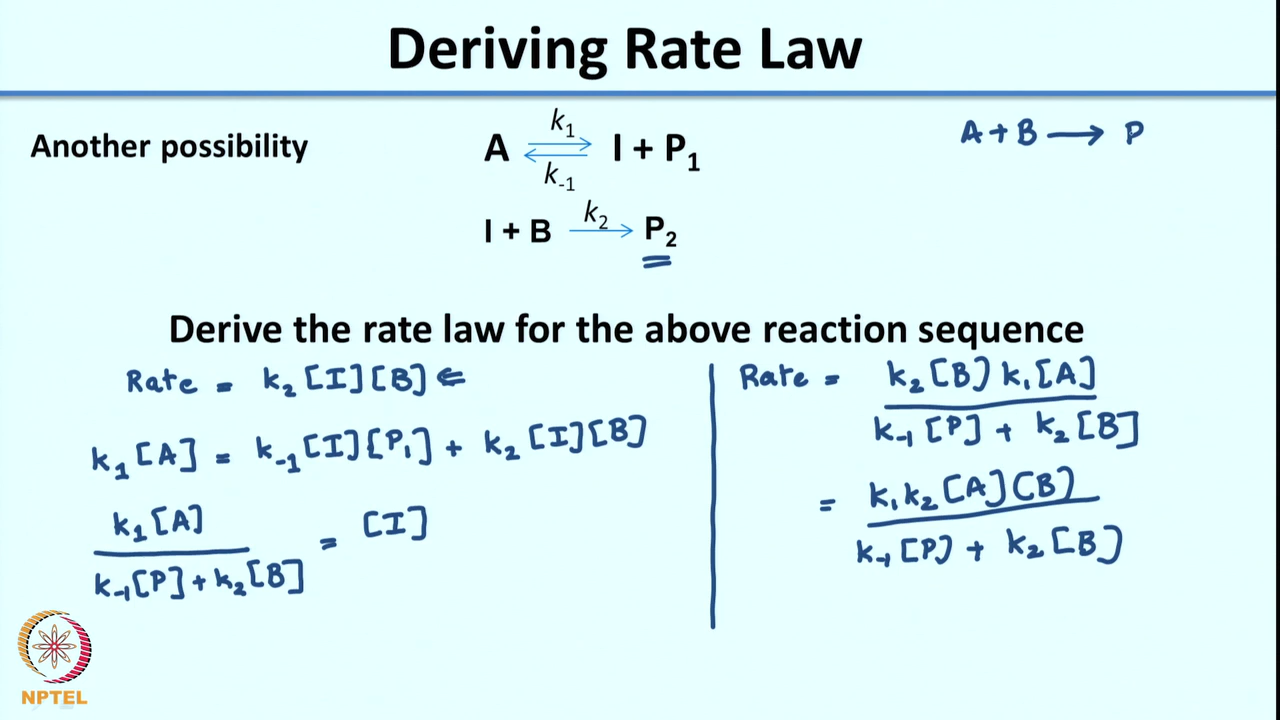 Deriving Rate Law
Another possibility
A ⇌ I + P₁
k₁
k₋₁
I + B → P₂
k₂
A + B ⟶ P
Derive the rate law for the above reaction sequence
Rate = k₂ [I][B] ⇐
k₁ [A] = k₋₁ [I][P₁] + k₂ [I][B]
k₁ [A] / k₋₁[P] + k₂[B] = [I]
Rate = k₂ [B] k₁ [A] / k₋₁ [P] + k₂ [B]
= k₁ k₂ [A][B] / k₋₁ [P] + k₂ [B]
NPTEL